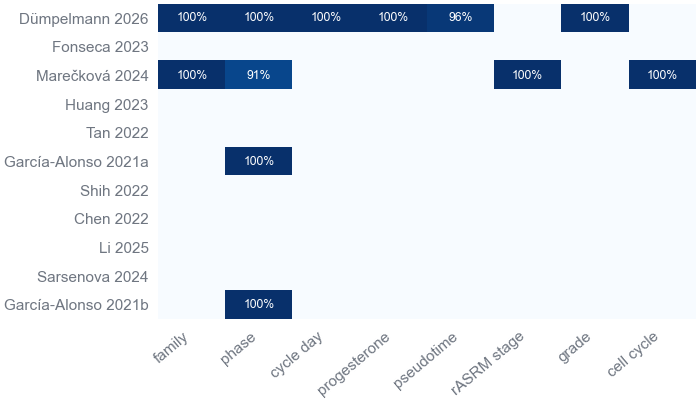 Dümpelmann 2026 100% 100% 100% 100% 96% 100%
Fonseca 2023
Marečková 2024 100% 91% 100% 100%
Huang 2023
Tan 2022
García-Alonso 2021a 100%
Shih 2022
Chen 2022
Li 2025
Sarsenova 2024
García-Alonso 2021b 100%
family phase cycle day progesterone pseudotime rASRM stage grade cell cycle